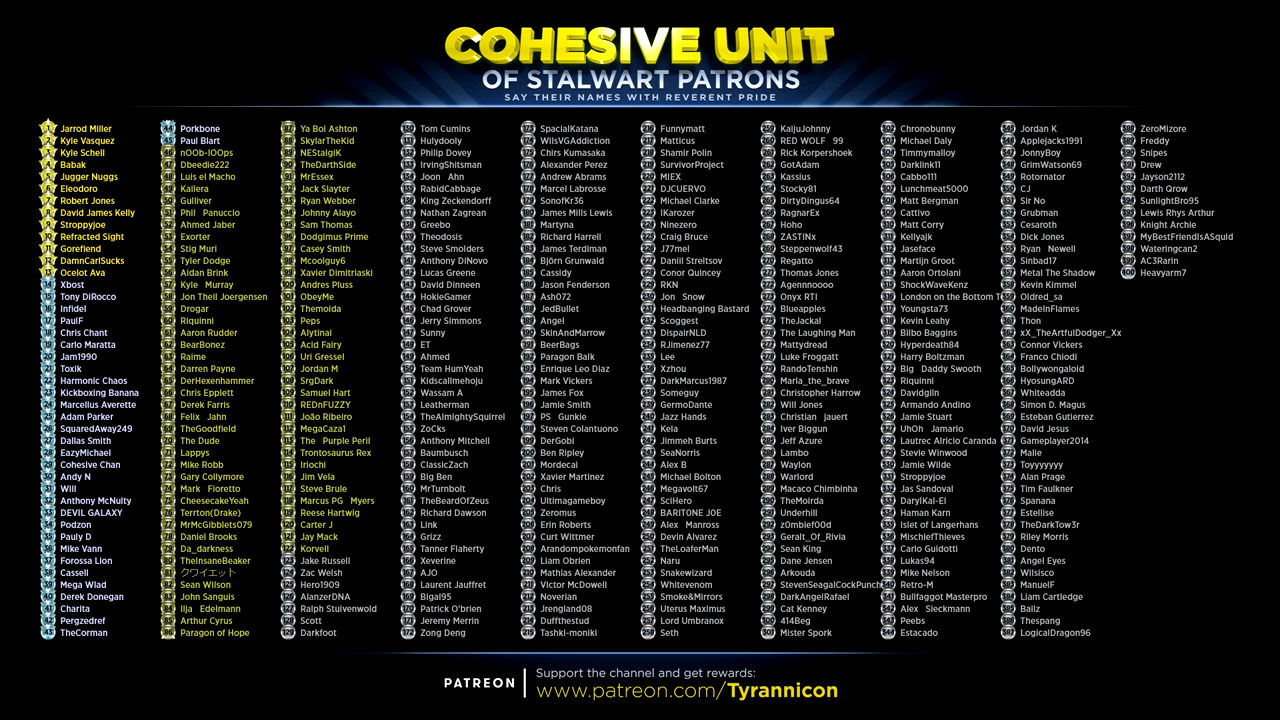 COHESIVE UNIT
OF STALWART PATRONS
SAY THEIR NAMES WITH REVERENT PRIDE
Jarrod Miller
Kyle Vasquez
Kyle Schell
Babak
Jugger Nuggs
Eleodoro
Robert Jones
David James Kelly
Stroppyjoe
Refracted Sight
Gorefiend
DamnCarlSucks
Ocelot Ava
Xbost
Tony DiRocco
Infidel
PaulF
Chris Chant
Carlo Maratta
Jam1990
Toxik
Harmonic Chaos
Kickboxing Banana
Marcellus Averette
Adam Parker
SquaredAway249
Dallas Smith
EazyMichael
Cohesive Chan
Andy N
Will
Anthony McNulty
DEVIL GALAXY
Podzon
Pauly D
Mike Vann
Forossa Lion
Cassell
Mega Wlad
Derek Donegan
Charita
Pergzedref
TheCorman
Porkbone
Paul Blart
nOOb-lOOps
Dbeedie222
Luis el Macho
Kailera
Gulliver
Phil Panuccio
Ahmed Jaber
Exorter
Stig Muri
Tyler Dodge
Aidan Brink
Kyle Murray
Jon Theil Joergensen
Drogar
Riquinni
Aaron Rudder
BearBonez
Raime
Darren Payne
DerHexenhammer
Chris Epplett
Derek Farris
Felix Jahn
TheGoodfield
The Dude
Lappys
Mike Robb
Gary Collymore
Mark Fioretto
CheesecakeYeah
Terrton(Drake)
MrMcGibblets079
Daniel Brooks
Da_darkness
TheInsaneBeaker
クワイエット
Sean Wilson
John Sanguis
Ilja Edelmann
Arthur Cyrus
Paragon of Hope
Ya Boi Ashton
SkylarTheKid
NEStalgiK
TheDarthSide
MrEssex
Jack Slayter
Ryan Webber
Johnny Alayo
Sam Thomas
Dodgimus Prime
Casey Smith
Mcoolguy6
Xavier Dimitriaski
Andres Pluss
ObeyMe
Themoida
Peps
Alytinai
Acid Fairy
Uri Gressel
Jordan M
SrgDark
Samuel Hart
REDnFUZZY
João Ribeiro
MegaCaza1
The Purple Peril
Trontosaurus Rex
Iriochi
Jim Vela
Steve Brule
Marcus PG Myers
Reese Hartwig
Carter J
Jay Mack
Korvell
Jake Russell
Zac Welsh
Hero1909
AlanzerDNA
Ralph Stuivenwold
Scott
Darkfoot
Tom Cumins
Hulydooly
Philip Dovey
IrvingShitsman
Joon Ahn
RabidCabbage
King Zeckendorff
Nathan Zagrean
Greebo
Theodosis
Steve Smolders
Anthony DiNovo
Lucas Greene
David Dinneen
HokieGamer
Chad Grover
Jerry Simmons
Sunny
ET
Ahmed
Team HumYeah
Kidscallmehoju
Wassam A
Leatherman
TheAlmightySquirrel
ZoCks
Anthony Mitchell
Baumbusch
ClassicZach
Big Ben
MrTurnbolt
TheBeardOfZeus
Richard Dawson
Link
Grizz
Tanner Flaherty
Xeverine
AJO
Laurent Jauffret
Bigal95
Patrick O'brien
Jeremy Merrin
Zong Deng
SpacialKatana
WilsVGAddiction
Chirs Kumasaka
Alexander Perez
Andrew Abrams
Marcel Labrosse
SonofKr36
James Mills Lewis
Martyna
Richard Harrell
James Terdiman
Björn Grunwald
Cassidy
Jason Fenderson
Ash072
JedBullet
Angel
SkinAndMarrow
BeerBags
Paragon Balk
Enrique Leo Diaz
Mark Vickers
James Fox
Jamie Smith
PS Gunkie
Steven Colantuono
DerGobi
Ben Ripley
Mordecai
Xavier Martinez
Chris
Ultimagameboy
Zeromus
Erin Roberts
Curt Wittmer
Arandompokemonfan
Liam Obrien
Mathias Alexander
Victor McDowell
Noverian
Jrengland08
Duffthestud
Tashki-moniki
Funnymatt
Matticus
Shamir Polin
SurvivorProject
MIEX
DJCUERVO
Michael Clarke
IKarozer
Ninezero
Craig Bruce
J77mel
Daniil Streltsov
Conor Quincey
RKN
Jon Snow
Headbanging Bastard
Scoggest
DispairNLD
RJimenez77
Lee
Xzhou
DarkMarcus1987
Someguy
GermoDante
Jazz Hands
Kela
Jimmeh Burts
SeaNorris
Alex B
Michael Bolton
Megavolt67
SciHero
BARITONE JOE
Alex Manross
Devin Alvarez
TheLoaferMan
Naru
Snakewizard
Whitevenom
Smoke&Mirrors
Uterus Maximus
Lord Umbranox
Seth
KaijuJohnny
RED WOLF 99
Rick Korpershoek
GotAdam
Kassius
Stocky81
DirtyDingus64
RagnarEx
Hoho
ZASTINx
Steppenwolf43
Regatto
Thomas Jones
Agennnoooo
Onyx RTI
Blueapples
TheJackal
The Laughing Man
Mattydread
Luke Froggatt
RandoTenshin
Marla_the_brave
Christopher Harrow
Will Jones
Christian jauert
Iver Biggun
Jeff Azure
Lambo
Waylon
Warlord
Macaco Chimbinha
TheMoirda
Underhill
z0mbief00d
Geralt_Of_Rivia
Sean King
Dane Jensen
Arkouda
StevenSeagalCockPunch
DarkAngelRafael
Cat Kenney
414Beg
Mister Spork
Chronobunny
Michael Daly
Timmymalloy
Darklink11
Cabbo111
Lunchmeat5000
Matt Bergman
Cattivo
Matt Corry
Kellyajk
Jaseface
Martijn Groot
Aaron Ortolani
ShockWaveKenz
London on the Bottom T
Youngsta73
Kevin Leahy
Bilbo Baggins
Hyperdeath84
Harry Boltzman
Big Daddy Swooth
Riquinni
Davidgiln
Armando Andino
Jamie Stuart
UhOh Jamario
Lautrec Alricio Caranda
Stevie Winwood
Jamie Wilde
Stroppyjoe
Jas Sandoval
DarylKal-El
Haman Karn
Islet of Langerhans
MischiefThieves
Carlo Guidotti
Lukas94
Mike Nelson
Retro-M
Bullfaggot Masterpro
Alex Sleckmann
Peebs
Estacado
Jordan K
Applejacks1991
JonnyBoy
GrimWatson69
Rotornator
CJ
Sir No
Grubman
Cesaroth
Dick Jones
Ryan Newell
Sinbad17
Metal The Shadow
Kevin Kimmel
Oldred_sa
MadeInFlames
Thon
xX_TheArtfulDodger_Xx
Connor Vickers
Franco Chiodi
Bollywongaloid
HyosungARD
Whiteadda
Simon D. Magus
Esteban Gutierrez
David Jesus
Gameplayer2014
Malie
Toyyyyyyy
Alan Prage
Tim Faulkner
Spanana
Estellise
TheDarkTow3r
Riley Morris
Dento
Angel Eyes
Wilsisco
ManuelF
Liam Cartledge
Bailz
Thespang
LogicalDragon96
ZeroMizore
Freddy
Snipes
Drew
Jayson2112
Darth Qrow
SunlightBro95
Lewis Rhys Arthur
Knight Archie
MyBestFriendIsASquid
Wateringcan2
AC3Rarin
Heavyarm7
PATREON
Support the channel and get rewards:
www.patreon.com/Tyrannicon